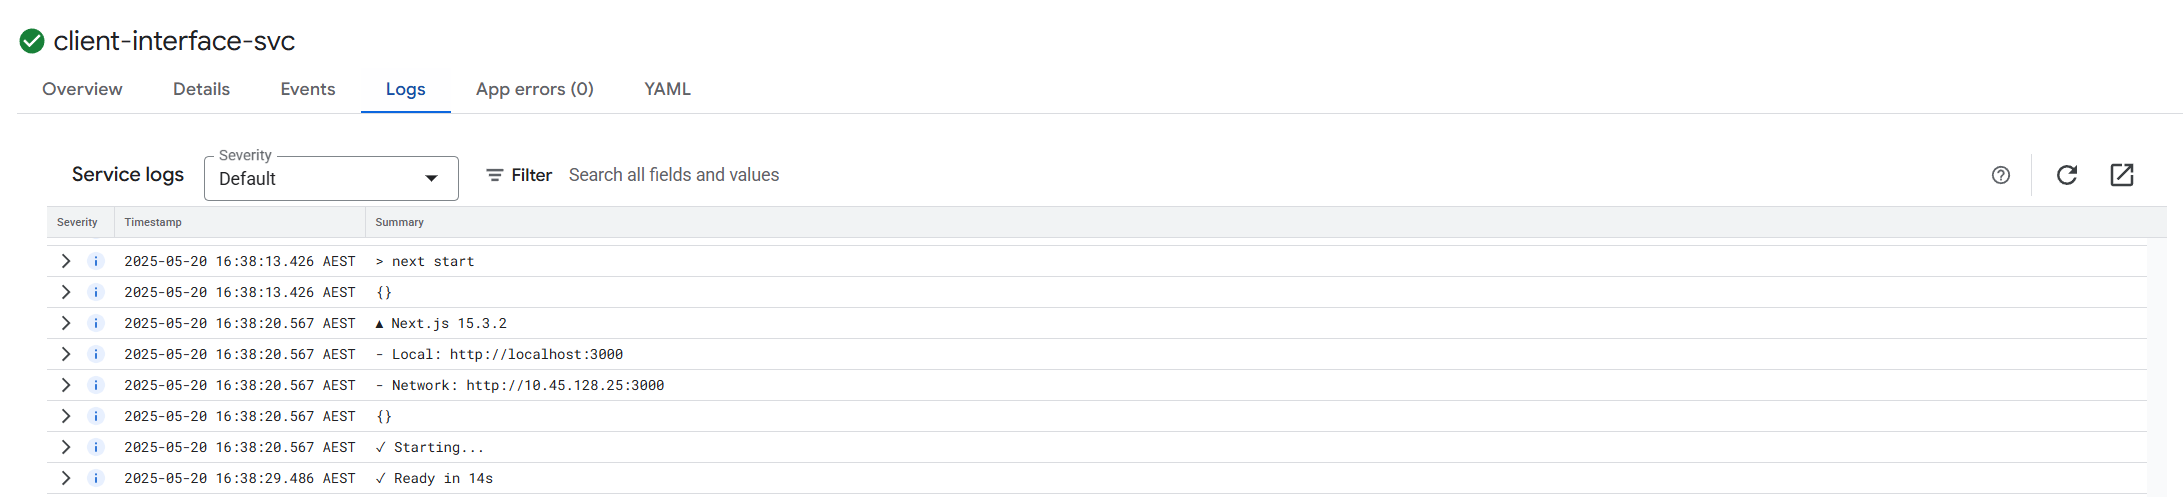 client-interface-svc
Overview Details Events Logs App errors (0) YAML
Service logs Severity Default Filter Search all fields and values
Severity Timestamp Summary
2025-05-20 16:38:13.426 AEST > next start
2025-05-20 16:38:13.426 AEST {}
2025-05-20 16:38:20.567 AEST ▲ Next.js 15.3.2
2025-05-20 16:38:20.567 AEST - Local: http://localhost:3000
2025-05-20 16:38:20.567 AEST - Network: http://10.45.128.25:3000
2025-05-20 16:38:20.567 AEST {}
2025-05-20 16:38:20.567 AEST ✓ Starting...
2025-05-20 16:38:29.486 AEST ✓ Ready in 14s